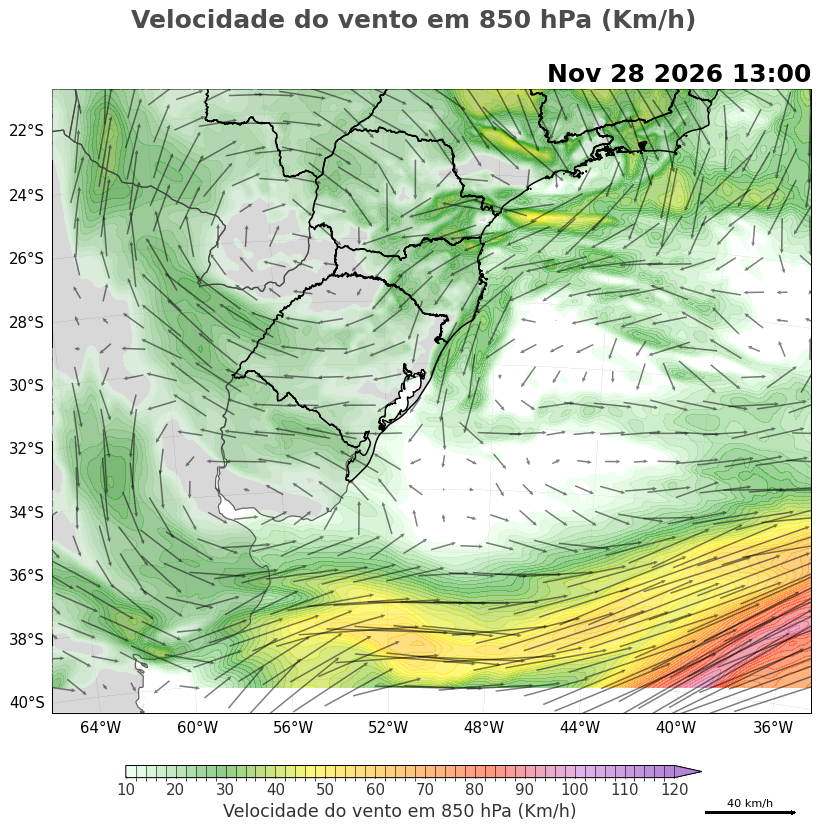 Velocidade do vento em 850 hPa (Km/h)
Nov 28 2026 13:00
22°S
24°S
26°S
28°S
30°S
32°S
34°S
36°S
38°S
40°S
64°W 60°W 56°W 52°W 48°W 44°W 40°W 36°W
10 20 30 40 50 60 70 80 90 100 110 120
Velocidade do vento em 850 hPa (Km/h)
40 km/h